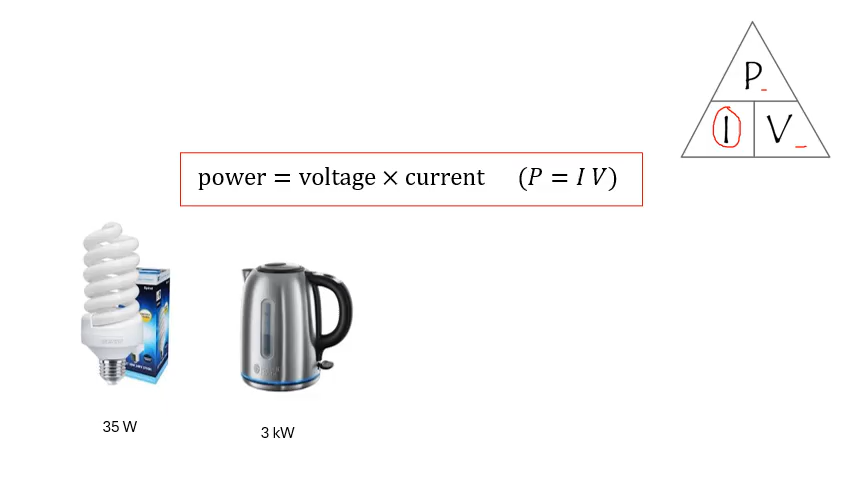 P
I V
power = voltage × current (P = I V)
35 W
3 kW